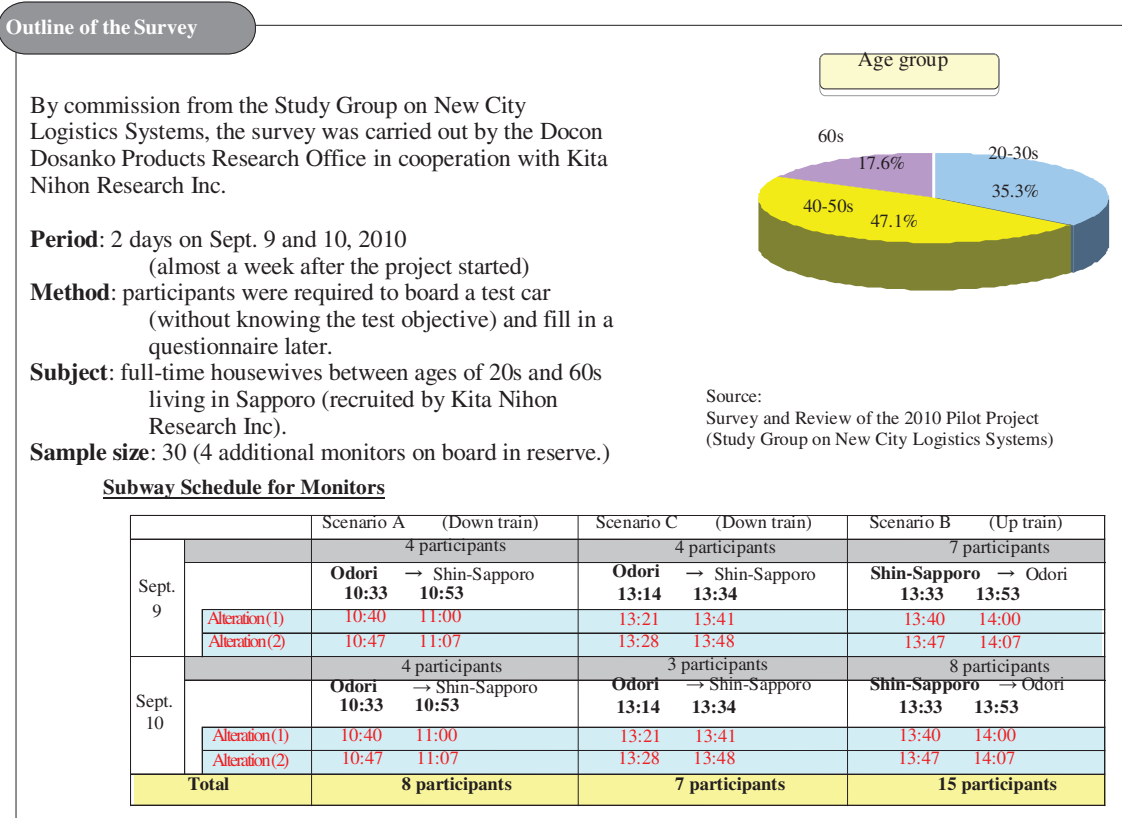 Outline of the Survey
Age group
By commission from the Study Group on New City
Logistics Systems, the survey was carried out by the Docon
Dosanko Products Research Office in cooperation with Kita
Nihon Research Inc.
60s
17.6%
20-30s
35.3%
40-50s
47.1%
Period: 2 days on Sept. 9 and 10, 2010
(almost a week after the project started)
Method: participants were required to board a test car
(without knowing the test objective) and fill in a
questionnaire later.
Subject: full-time housewives between ages of 20s and 60s
living in Sapporo (recruited by Kita Nihon
Research Inc).
Sample size: 30 (4 additional monitors on board in reserve.)
Source:
Survey and Review of the 2010 Pilot Project
(Study Group on New City Logistics Systems)
Subway Schedule for Monitors
Scenario A (Down train) Scenario C (Down train) Scenario B (Up train)
Sept. 9
4 participants 4 participants 7 participants
Odori → Shin-Sapporo Odori → Shin-Sapporo Shin-Sapporo → Odori
10:33 10:53 13:14 13:34 13:33 13:53
Alteration(1) 10:40 11:00 13:21 13:41 13:40 14:00
Alteration(2) 10:47 11:07 13:28 13:48 13:47 14:07
Sept. 10
4 participants 3 participants 8 participants
Odori → Shin-Sapporo Odori → Shin-Sapporo Shin-Sapporo → Odori
10:33 10:53 13:14 13:34 13:33 13:53
Alteration(1) 10:40 11:00 13:21 13:41 13:40 14:00
Alteration(2) 10:47 11:07 13:28 13:48 13:47 14:07
Total 8 participants 7 participants 15 participants